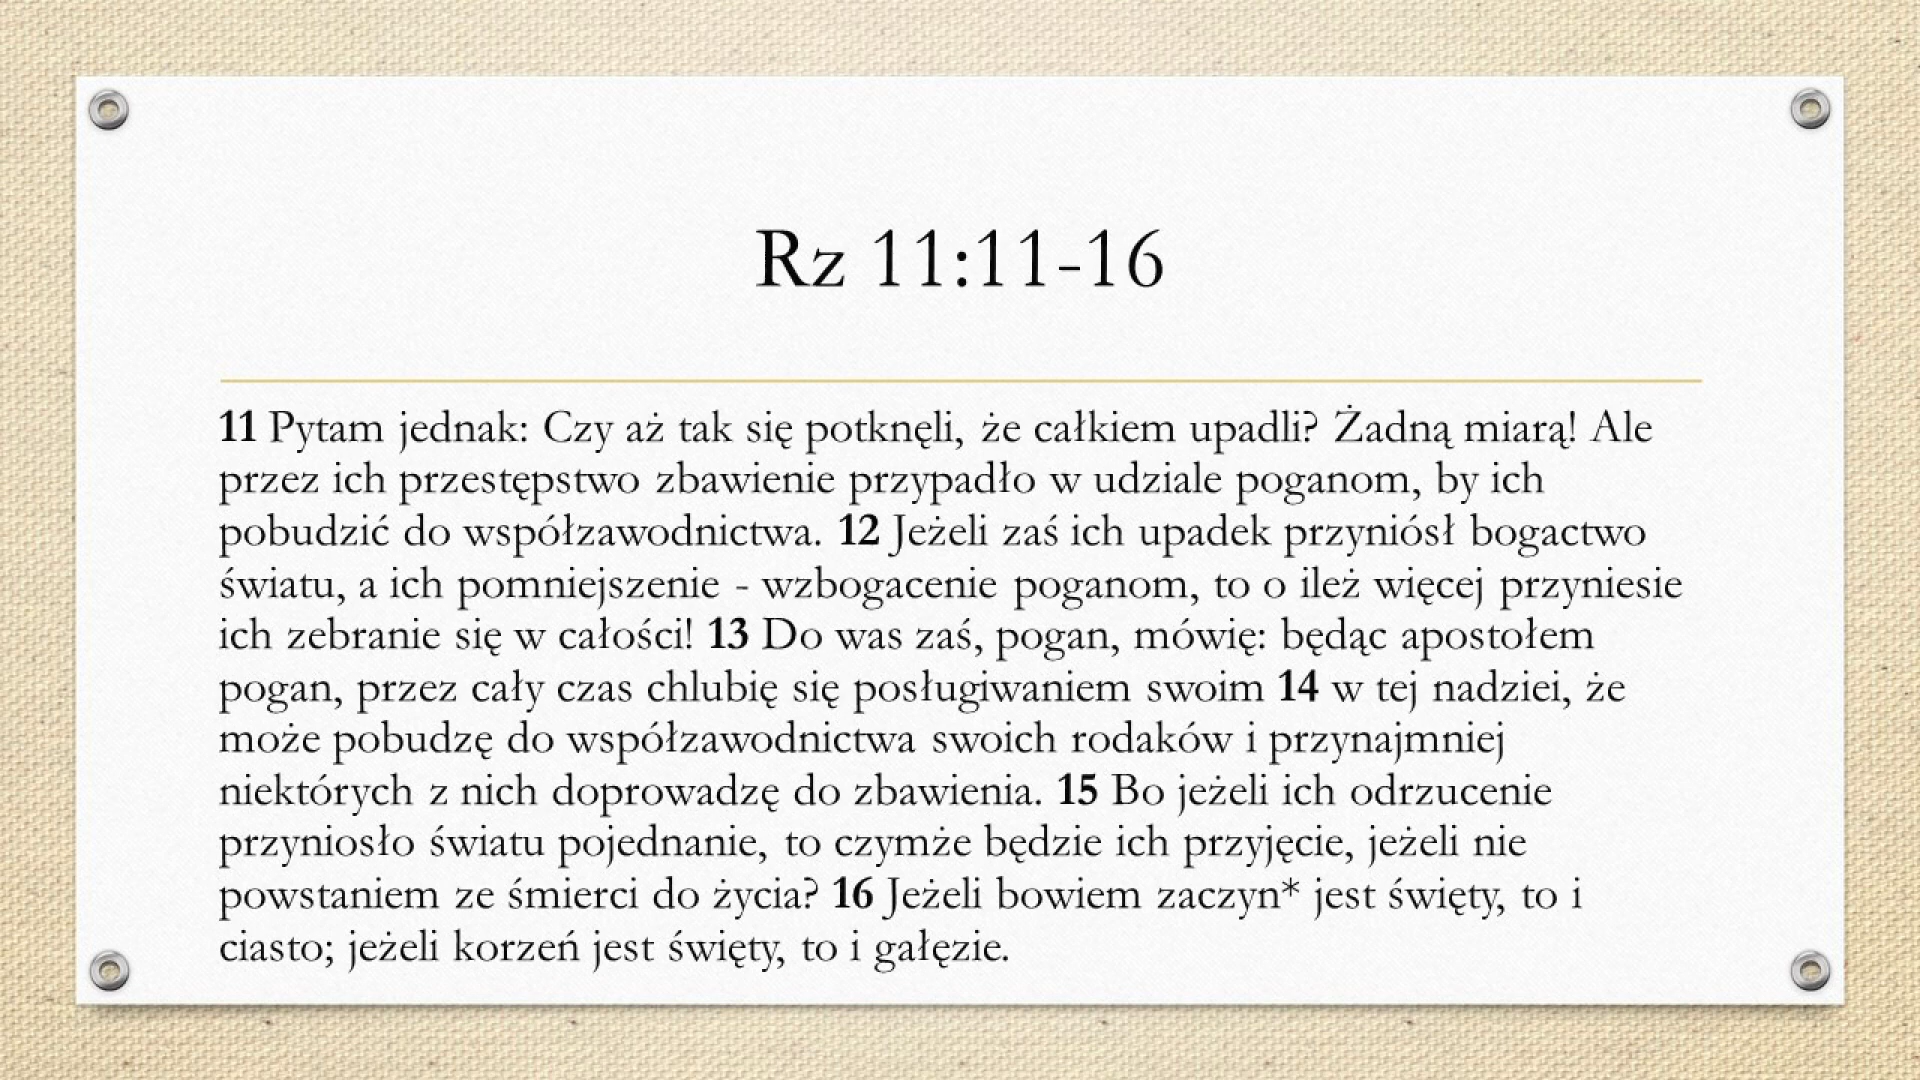 Rz 11:11-16
11 Pytam jednak: Czy aż tak się potknęli, że całkiem upadli? Żadną miarą! Ale
przez ich przestępstwo zbawienie przypadło w udziale poganom, by ich
pobudzić do współzawodnictwa. 12 Jeżeli zaś ich upadek przyniósł bogactwo
światu, a ich pomniejszenie - wzbogacenie poganom, to o ileż więcej przyniesie
ich zebranie się w całości! 13 Do was zaś, pogan, mówię: będąc apostołem
pogan, przez cały czas chlubię się posługiwaniem swoim 14 w tej nadziei, że
może pobudzę do współzawodnictwa swoich rodaków i przynajmniej
niektórych z nich doprowadzę do zbawienia. 15 Bo jeżeli ich odrzucenie
przyniosło światu pojednanie, to czymże będzie ich przyjęcie, jeżeli nie
powstaniem ze śmierci do życia? 16 Jeżeli bowiem zaczyn* jest święty, to i
ciasto; jeżeli korzeń jest święty, to i gałęzie.